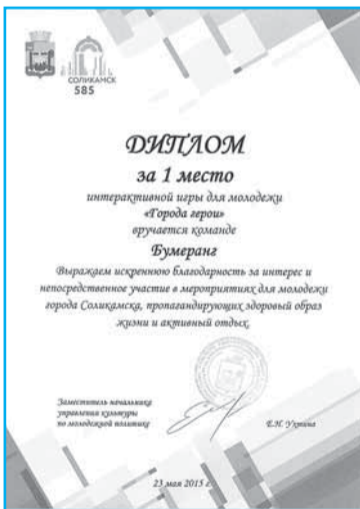 СОЛИКАМСК
585
ДИПЛОМ
за 1 место
интерактивной игры для молодежи
«Города герои»
вручается команде
Бумеранг
Выражаем искреннюю благодарность за интерес и
непосредственное участие в мероприятиях для молодежи
города Соликамска, пропагандирующих здоровый образ
жизни и активный отдых.
Заместитель начальника
управления культуры
по молодежной политике
Е.Н.
23 мая 2015 г.